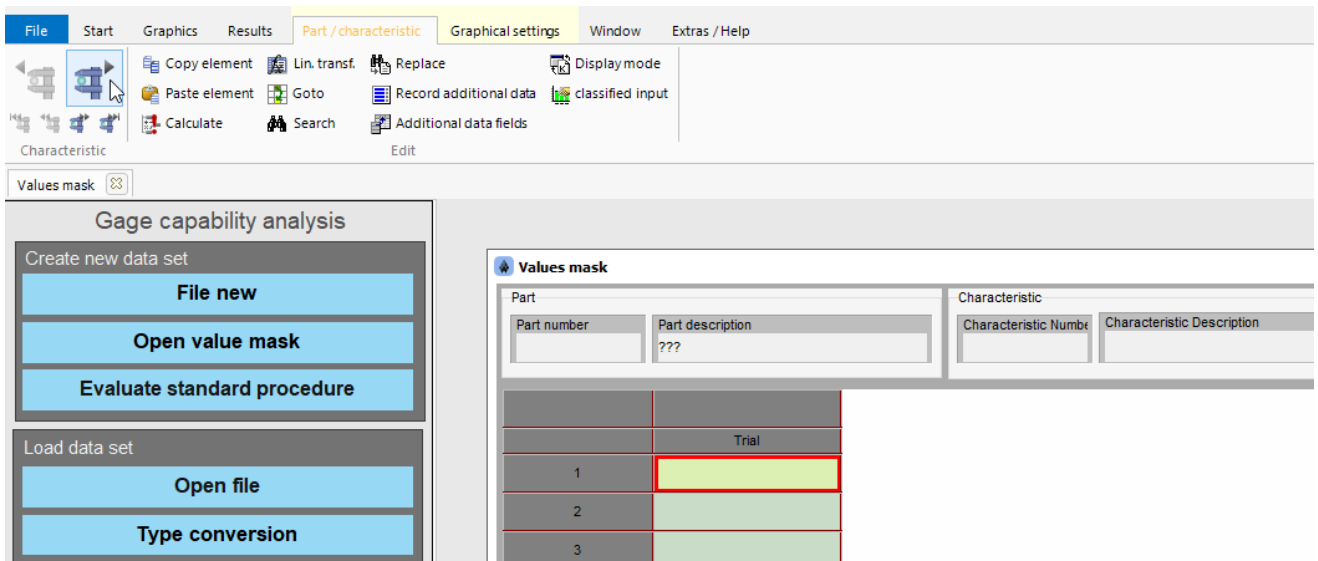 File Start Graphics Results Part / characteristic Graphical settings Window Extras / Help
Copy element Lin. transf. Replace Display mode
Paste element Goto Record additional data classified input
Calculate Search Additional data fields
Characteristic Edit
Values mask
Gage capability analysis
Create new data set
File new
Open value mask
Evaluate standard procedure
Load data set
Open file
Type conversion
Values mask
Part Characteristic
Part number Part description Characteristic Numbe Characteristic Description
???
Trial
1
2
3